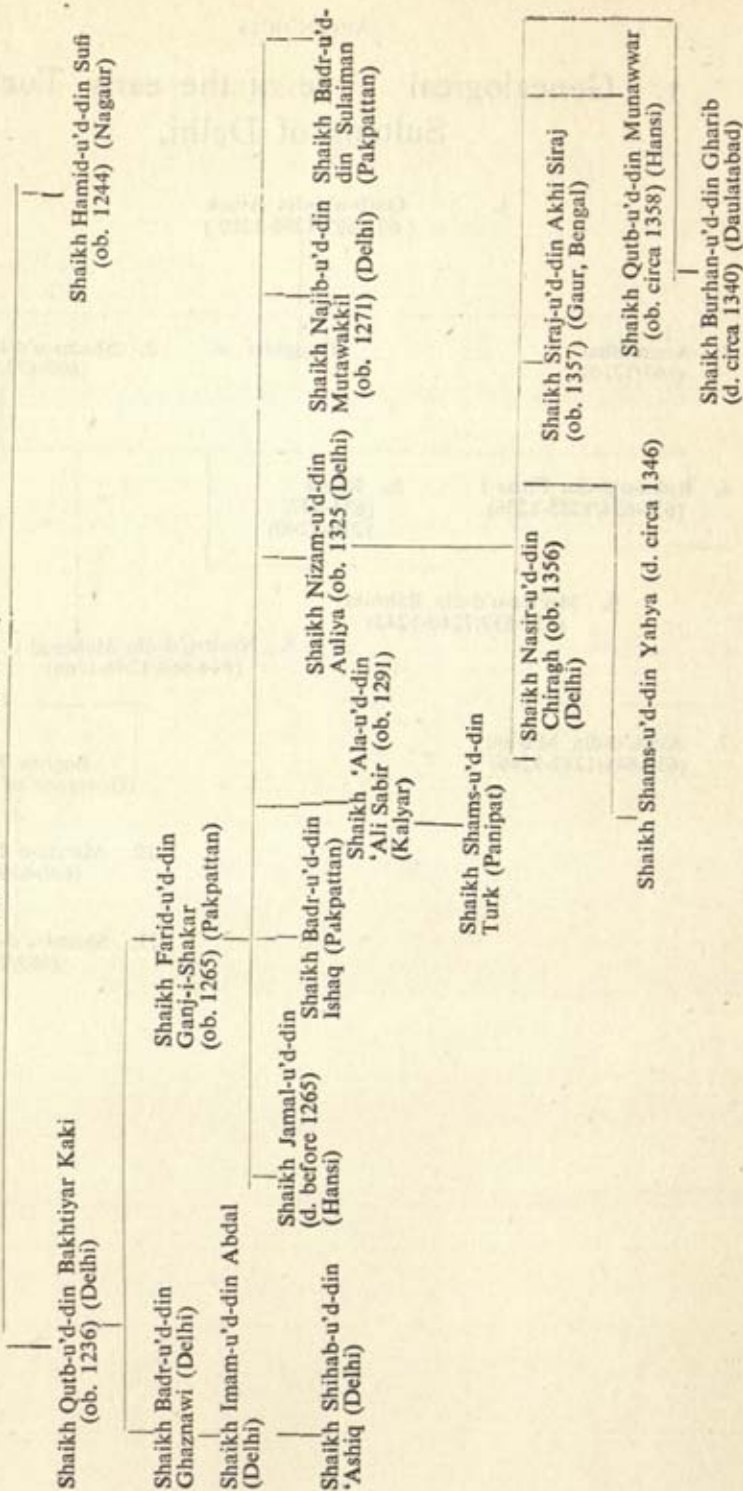 Shaikh Qutb-u'd-din Bakhtiyar Kaki
(ob. 1236) (Delhi)
Shaikh Hamid-u'd-din Sufi
(ob. 1244) (Nagaur)
Shaikh Badr-u'd-din
Ghaznawi (Delhi)
Shaikh Farid-u'd-din
Ganj-i-Shakar
(ob. 1265) (Pakpattan)
Shaikh Imam-u'd-din Abdal
(Delhi)
Shaikh Shihab-u'd-din
'Ashiq (Delhi)
Shaikh Jamal-u'd-din
(d. before 1265)
(Hansi)
Shaikh Badr-u'd-din
Ishaq (Pakpattan)
Shaikh 'Ala-u'd-din
'Ali Sabir (ob. 1291)
(Kalyar)
Shaikh Nizam-u'd-din
Auliya (ob. 1325 (Delhi)
Shaikh Najib-u'd-din
Mutawakkil
(ob. 1271) (Delhi)
Shaikh Badr-u'd-
din Sulaiman
(Pakpattan)
Shaikh Shams-u'd-din
Turk (Panipat)
Shaikh Nasir-u'd-din
Chiragh (ob. 1356)
(Delhi)
Shaikh Siraj-u'd-din Akhi Siraj
(ob. 1357) (Gaur, Bengal)
Shaikh Qutb-u'd-din Munawwar
(ob. circa 1358) (Hansi)
Shaikh Burhan-u'd-din Gharib
(d. circa 1340) (Daulatabad)
Shaikh Shams-u'd-din Yahya (d. circa 1346)